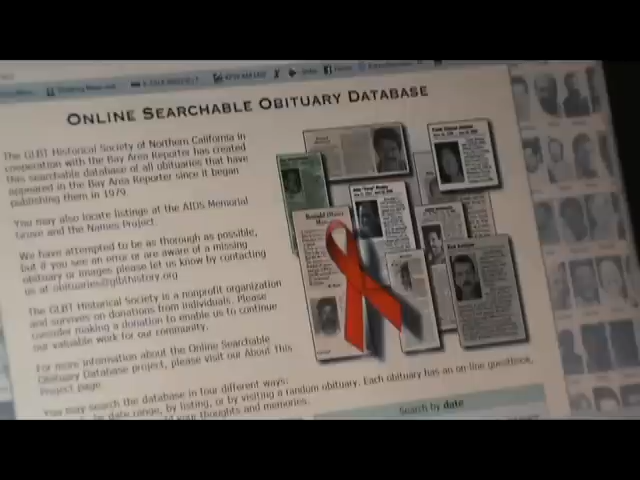 ONLINE SEARCHABLE OBITUARY DATABASE
The GLBT Historical Society of Northern California in
cooperation with the Bay Area Reporter has created
this searchable database of all obituaries that have
appeared in the Bay Area Reporter since it began
publishing them in 1979.
You may also locate listings at the AIDS Memorial
Grove and the Names Project.
We have attempted to be as thorough as possible,
but if you see an error or are aware of a missing
obituary or images please let us know by contacting
us at obituaries@glbthistory.org
The GLBT Historical Society is a nonprofit organization
and survives on donations from individuals. Please
consider making a donation to enable us to continue
our valuable work for our community.
For more information about the Online Searchable
Obituary Database project, please visit our About This
Project page.
You may search the database in four different ways:
by date range, by listing, or by visiting a random obituary. Each obituary has an on-line guestbook,
your thoughts and memories.
Search by date